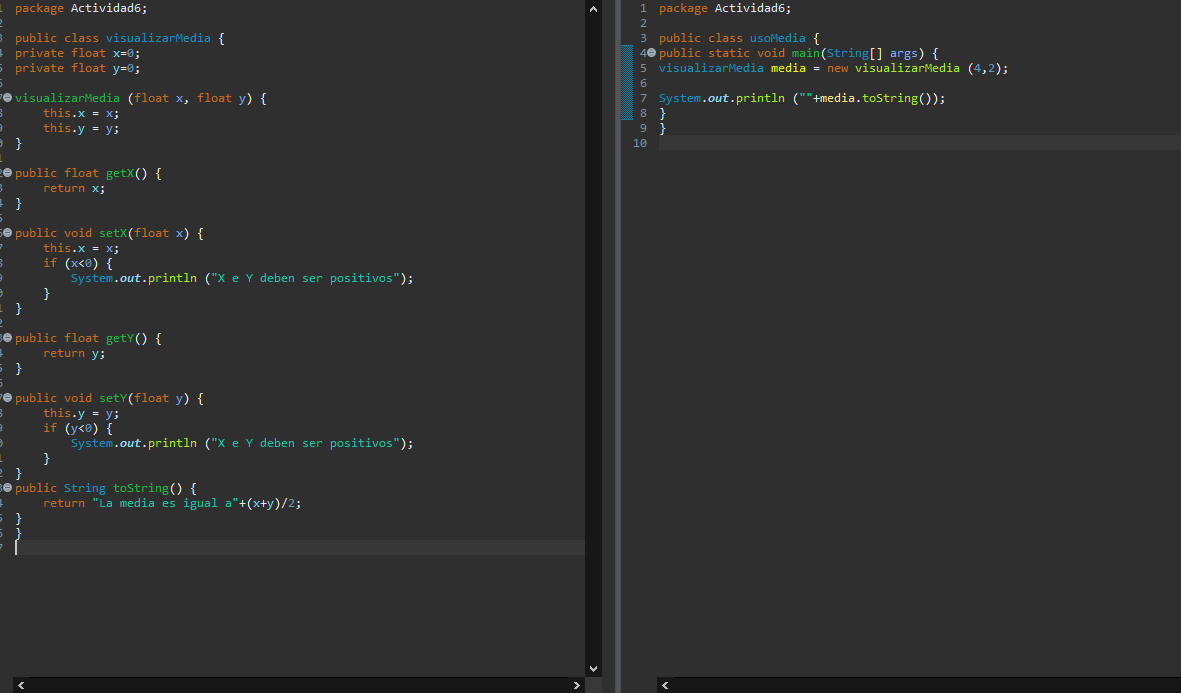 package Actividad6;
public class visualizarMedia {
private float x=0;
private float y=0;
visualizarMedia (float x, float y) {
this.x = x;
this.y = y;
}
public float getX() {
return x;
}
public void setX(float x) {
this.x = x;
if (x<0) {
System.out.println ("X e Y deben ser positivos");
}
}
public float getY() {
return y;
}
public void setY(float y) {
this.y = y;
if (y<0) {
System.out.println ("X e Y deben ser positivos");
}
}
public String toString() {
return "La media es igual a"+(x+y)/2;
}
}
1 package Actividad6;
2
3 public class usoMedia {
4 public static void main(String[] args) {
5 visualizarMedia media = new visualizarMedia (4,2);
6
7 System.out.println (""+media.toString());
8 }
9 }
10